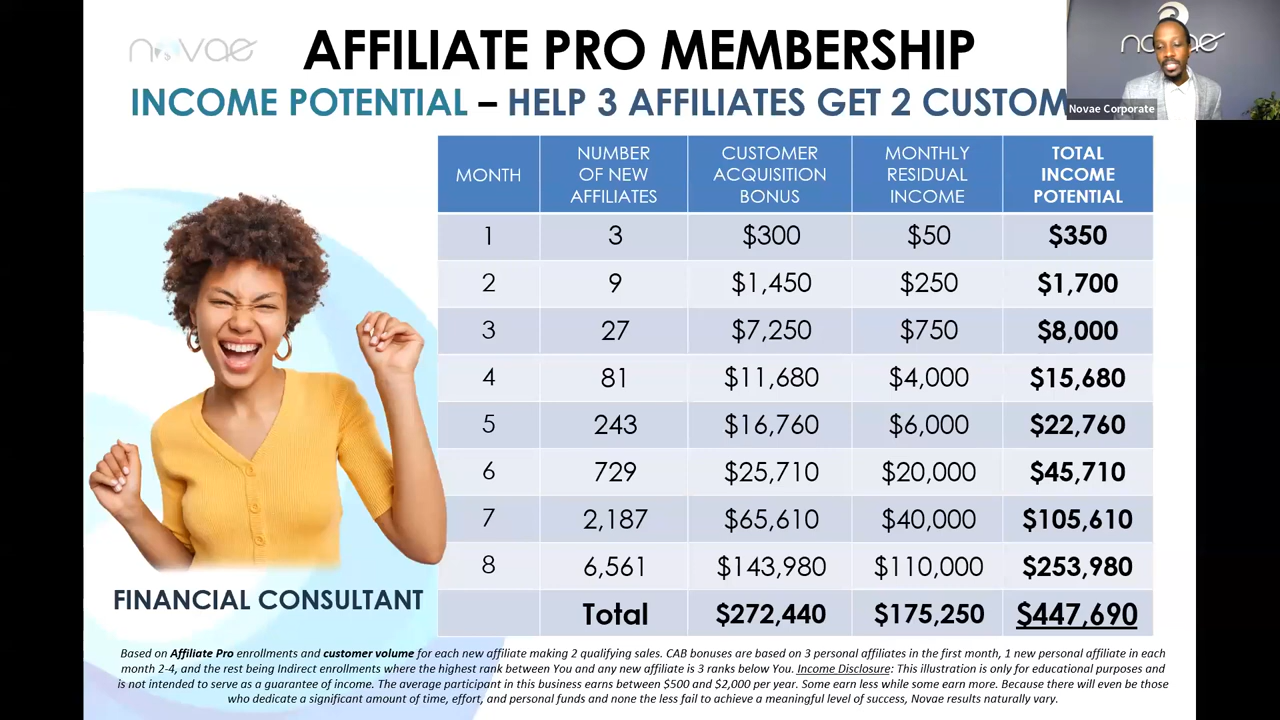 novae
AFFILIATE PRO MEMBERSHIP
INCOME POTENTIAL – HELP 3 AFFILIATES GET 2 CUSTOM
novae
Novae Corporate
MONTH NUMBER OF NEW AFFILIATES CUSTOMER ACQUISITION BONUS MONTHLY RESIDUAL INCOME TOTAL INCOME POTENTIAL
1 3 $300 $50 $350
2 9 $1,450 $250 $1,700
3 27 $7,250 $750 $8,000
4 81 $11,680 $4,000 $15,680
5 243 $16,760 $6,000 $22,760
6 729 $25,710 $20,000 $45,710
7 2,187 $65,610 $40,000 $105,610
8 6,561 $143,980 $110,000 $253,980
Total $272,440 $175,250 $447,690
FINANCIAL CONSULTANT
Based on Affiliate Pro enrollments and customer volume for each new affiliate making 2 qualifying sales. CAB bonuses are based on 3 personal affiliates in the first month, 1 new personal affiliate in each
month 2-4, and the rest being Indirect enrollments where the highest rank between You and any new affiliate is 3 ranks below You. Income Disclosure: This illustration is only for educational purposes and
is not intended to serve as a guarantee of income. The average participant in this business earns between $500 and $2,000 per year. Some earn less while some earn more. Because there will even be those
who dedicate a significant amount of time, effort, and personal funds and none the less fail to achieve a meaningful level of success, Novae results naturally vary.